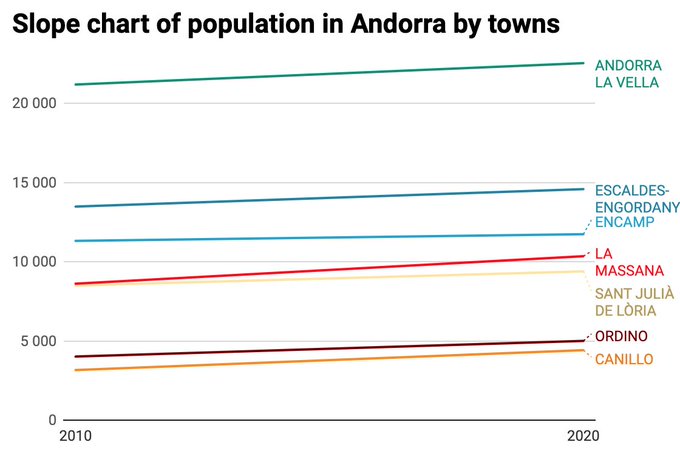 Slope chart of population in Andorra by towns
ANDORRA
LA VELLA
20 000
15 000
ESCALDES-
ENGORDANY
ENCAMP
10 000
LA
MASSANA
SANT JULIÀ
DE LÒRIA
5 000
ORDINO
CANILLO
0
2010
2020